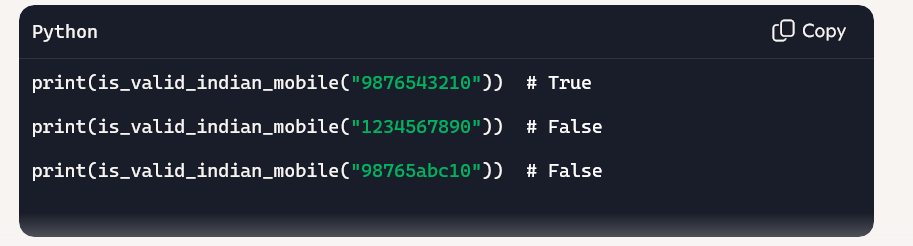 Python
Copy
print(is_valid_indian_mobile("9876543210"))  # True
print(is_valid_indian_mobile("1234567890"))  # False
print(is_valid_indian_mobile("98765abc10"))  # False